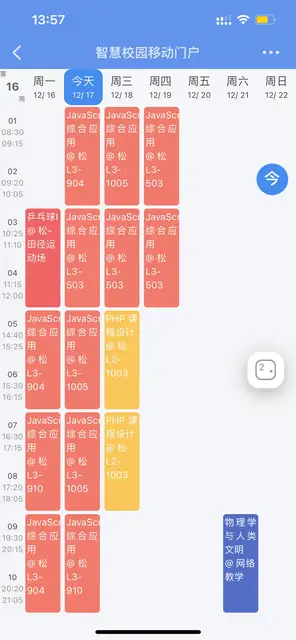 13:57
智慧校园移动门户
第
16
周
周一
12/ 16
今天
12/ 17
周三
12/ 18
周四
12/ 19
周五
12/ 20
周六
12/ 21
周日
12/ 22
01
08:30
09:15
02
09:20
10:05
03
10:25
11:10
04
11:15
12:00
05
14:40
15:25
06
15:30
16:15
07
16:30
17:15
08
17:20
18:05
09
19:30
20:15
10
20:20
21:05
乒乓球I
@ 松-
田径运
动场
JavaScr
综合应
用
@ 松
L3-
904
JavaScr
综合应
用
@ 松
L3-
910
JavaScr
综合应
用
@ 松
L3-
904
JavaScr
综合应
用
@ 松
L3-
904
JavaScr
综合应
用
@ 松
L3-
503
JavaScr
综合应
用
@ 松
L3-
1005
JavaScr
综合应
用
@ 松
L3-
1005
JavaScr
综合应
用
@ 松
L3-
910
JavaScr
综合应
用
@ 松
L3-
1005
JavaScr
综合应
用
@ 松
L3-
503
PHP 课
程设计
@ 松
L2-
1003
PHP 课
程设计
@ 松
L2-
1003
JavaScr
综合应
用
@ 松
L3-
503
JavaScr
综合应
用
@ 松
L3-
503
物理学
与人类
文明
@ 网络
教学
今
2